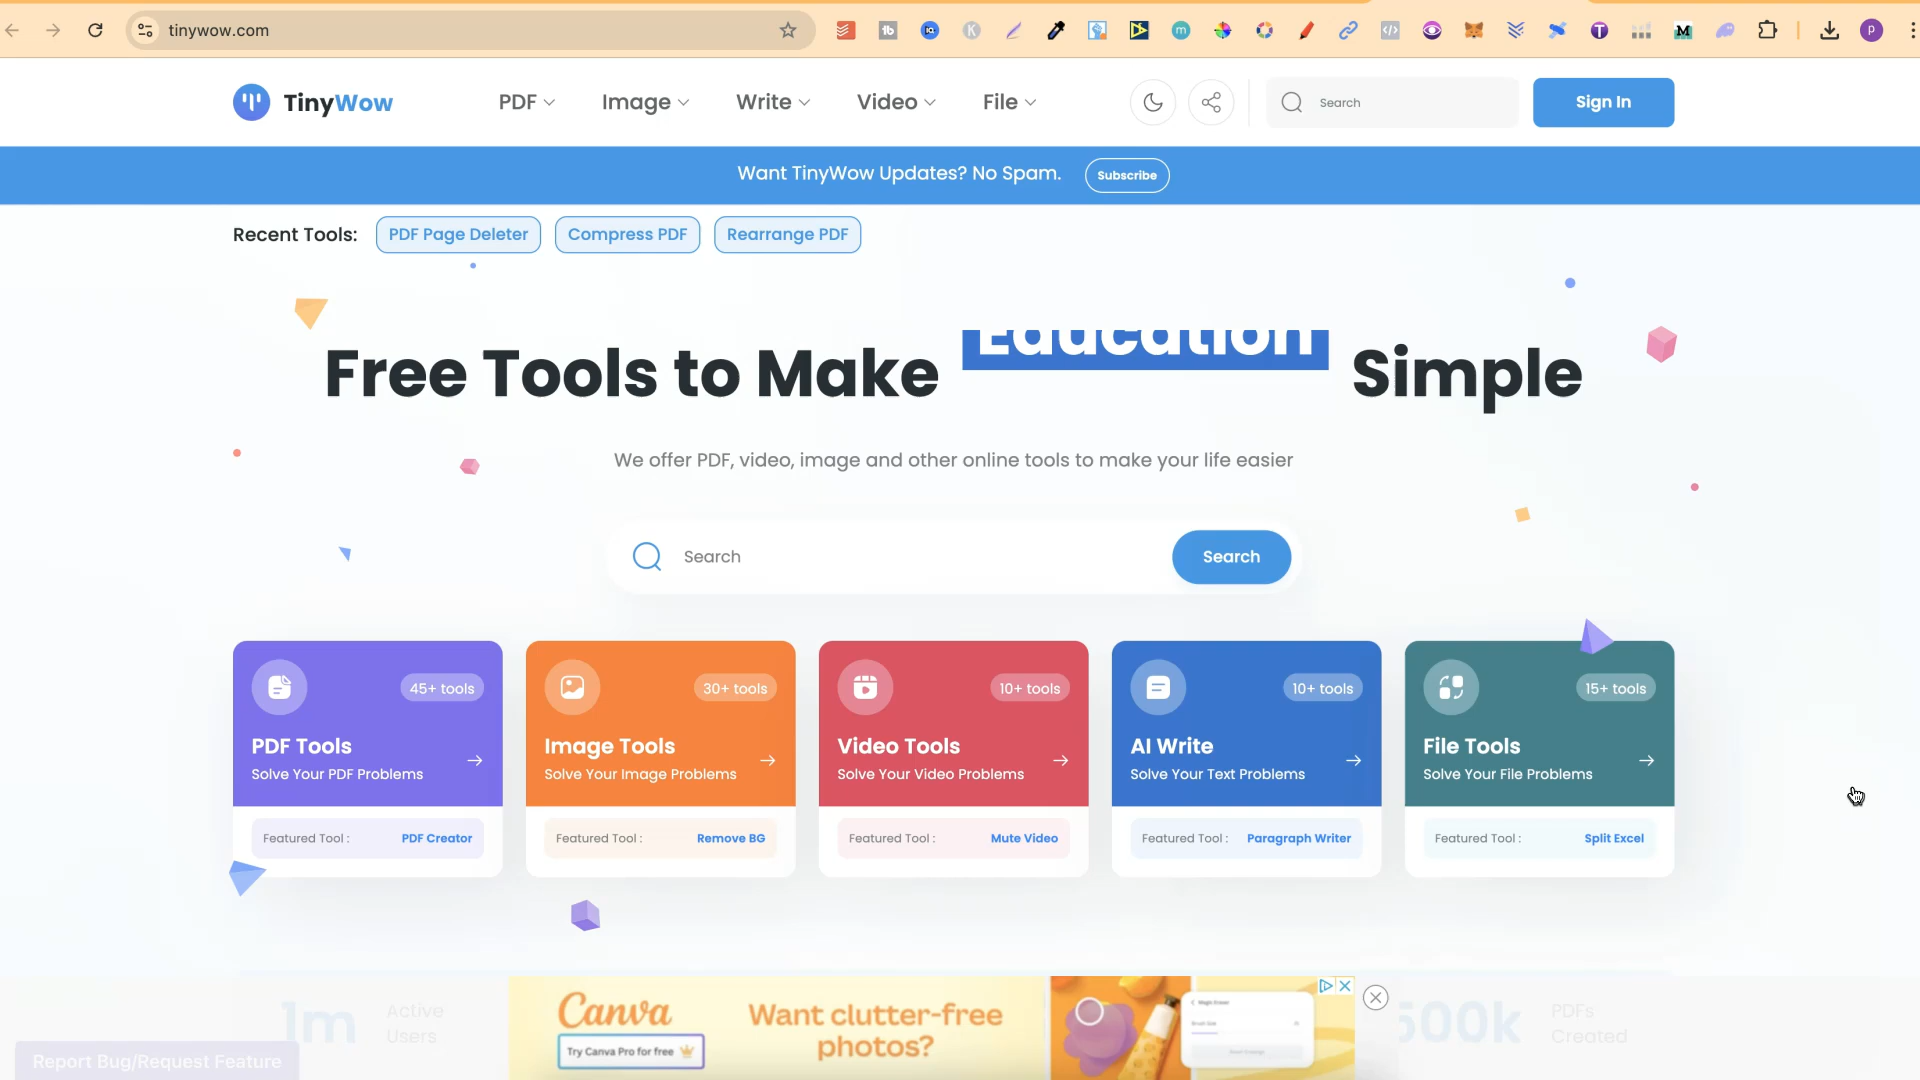 tinywow.com
TinyWow
PDF
Image
Write
Video
File
Search
Sign In
Want TinyWow Updates? No Spam.
Subscribe
Recent Tools:
PDF Page Deleter
Compress PDF
Rearrange PDF
Free Tools to Make Education Simple
We offer PDF, video, image and other online tools to make your life easier
Search
Search
45+ tools
PDF Tools
Solve Your PDF Problems
Featured Tool :
PDF Creator
30+ tools
Image Tools
Solve Your Image Problems
Featured Tool :
Remove BG
10+ tools
Video Tools
Solve Your Video Problems
Featured Tool :
Mute Video
10+ tools
AI Write
Solve Your Text Problems
Featured Tool :
Paragraph Writer
15+ tools
File Tools
Solve Your File Problems
Featured Tool :
Split Excel
1m
Active
Users
Canva
Try Canva Pro for free
Want clutter-free
photos?
Magic Eraser
Brush Size
500k
PDFs
Created
Report Bug/Request Feature